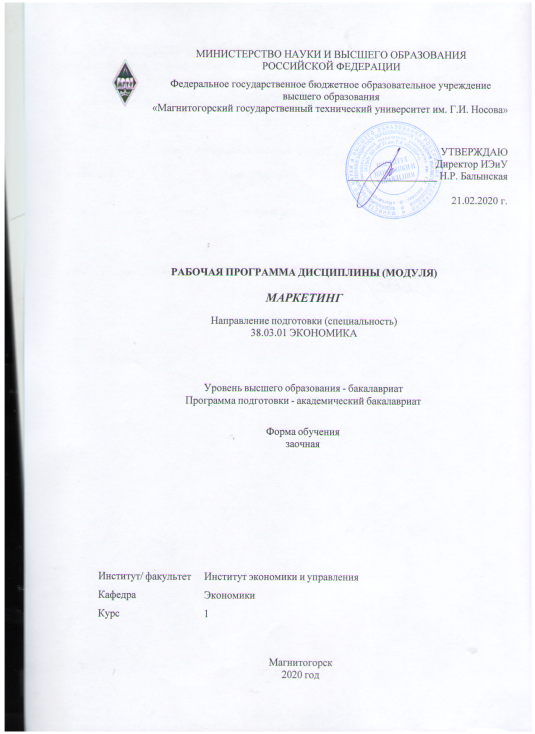 МИНИСТЕРСТВО НАУКИ И ВЫСШЕГО ОБРАЗОВАНИЯ
РОССИЙСКОЙ ФЕДЕРАЦИИ
Федеральное государственное бюджетное образовательное учреждение
высшего образования
«Магнитогорский государственный технический университет им. Г.И. Носова»
УТВЕРЖДАЮ
Директор ИЭиУ
Н.Р. Балынская
21.02.2020 г.
РАБОЧАЯ ПРОГРАММА ДИСЦИПЛИНЫ (МОДУЛЯ)
МАРКЕТИНГ
Направление подготовки (специальность)
38.03.01 ЭКОНОМИКА
Уровень высшего образования - бакалавриат
Программа подготовки - академический бакалавриат
Форма обучения
заочная
Институт/ факультет Институт экономики и управления
Кафедра Экономики
Курс 1
Магнитогорск
2020 год